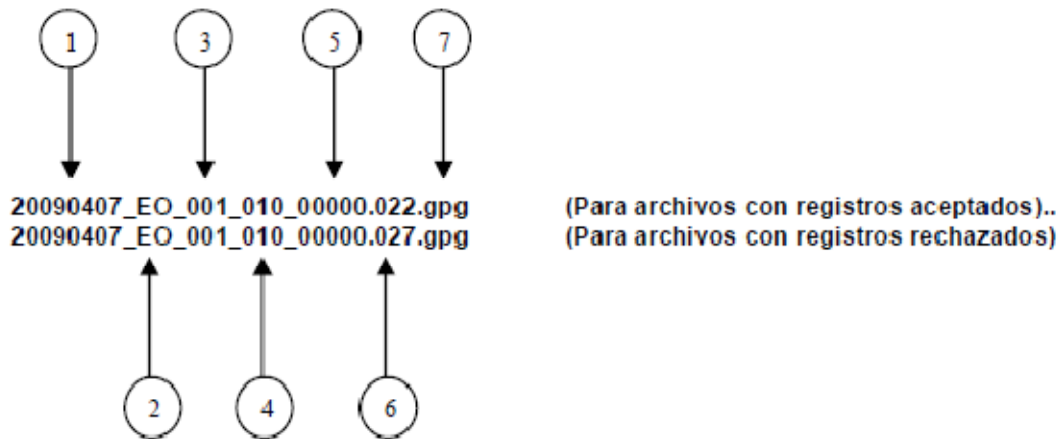 1 3 5 7
20090407_EO_001_010_00000.022.gpg (Para archivos con registros aceptados)..
20090407_EO_001_010_00000.027.gpg (Para archivos con registros rechazados)
2 4 6